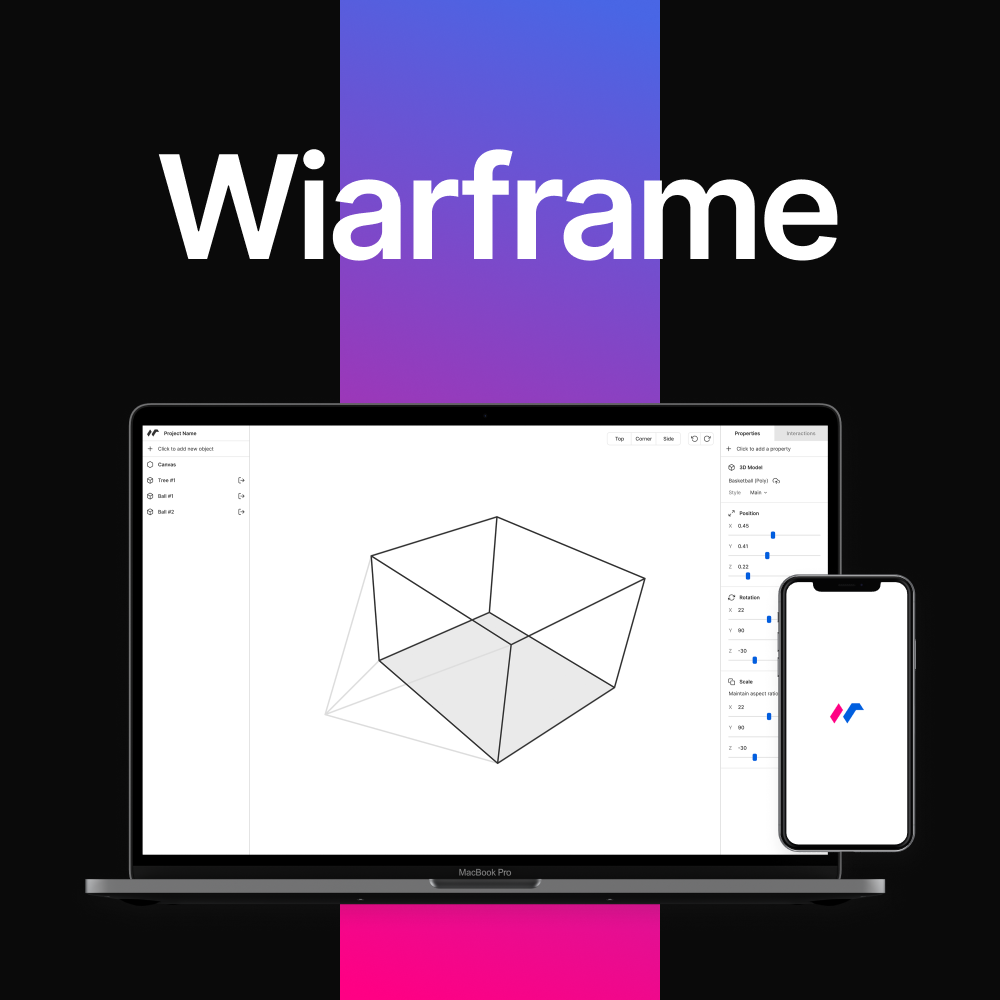 Wiarframe
Project Name
Click to add new object
Canvas
Tree #1
Ball #1
Ball #2
Top Corner Side
Properties Interactions
Click to add a property
3D Model
Basketball (Poly)
Style Main
Position
X 0.45
Y 0.41
Z 0.22
Rotation
X 22
Y 90
Z -30
Scale
Maintain aspect ratio
X 22
Y 90
Z -30
MacBook Pro